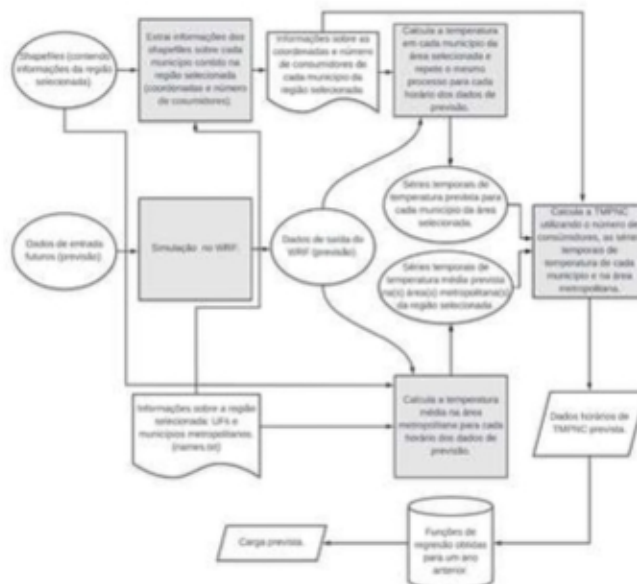 Shapefiles (contendo
informações da região
selecionada).
Extrai informações dos
shapefiles sobre cada
município contido na
região selecionada
(coordenadas e número
de cosumidores).
Informações sobre as
coordenadas e número
de consumidores de
cada município da
região selecionada.
Calcula a temperatura
em cada município da
área selecionada e
repete o mesmo
processo para cada
horário dos dados de
previsão.
Dados de entrada
futuros (previsão)
Simulação no WRF.
Dados de saída do
WRF (previsão).
Séries temporais de
temperatura prevista para
cada município da área
selecionada.
Séries temporais de
temperatura média prevista
na(s) área(s) metropolitana(s)
da região selecionada
Calcula a TMPNC
utilizando o número de
consumidores, as séries
temporais de
temperatura de cada
município e na área
metropolitana.
Informações sobre a região
selecionada: UFs e
municípios metropolitanos.
(names.txt)
Calcula a temperatura
média na área
metropolitana para cada
horário dos dados de
previsão.
Dados horários de
TMPNC prevista.
Funções de
regressão obtidas
para um ano
anterior
Carga prevista.